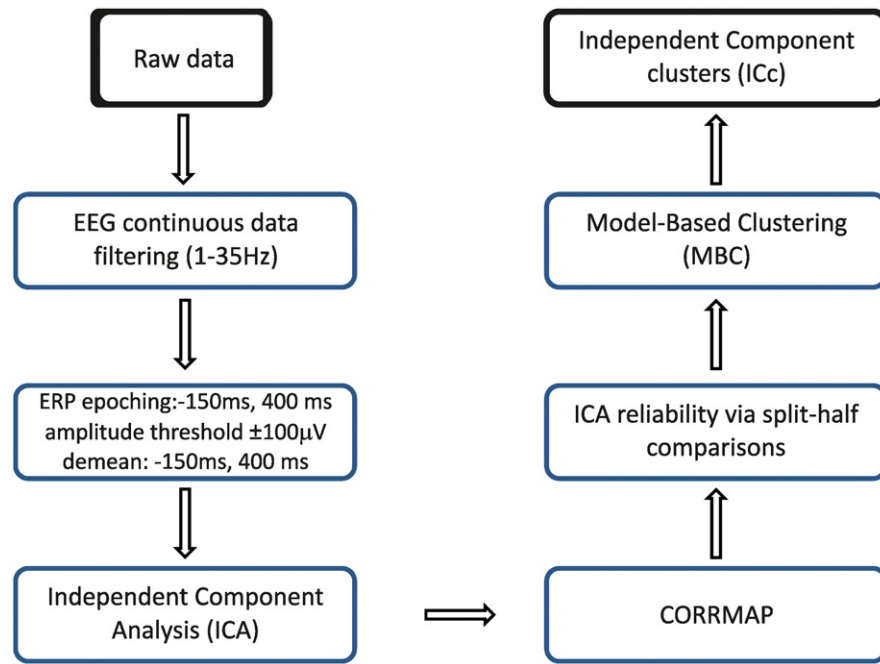 Raw data
EEG continuous data
filtering (1-35Hz)
ERP epoching:-150ms, 400 ms
amplitude threshold ±100µV
demean: -150ms, 400 ms
Independent Component
Analysis (ICA)
CORRMAP
ICA reliability via split-half
comparisons
Model-Based Clustering
(MBC)
Independent Component
clusters (ICc)